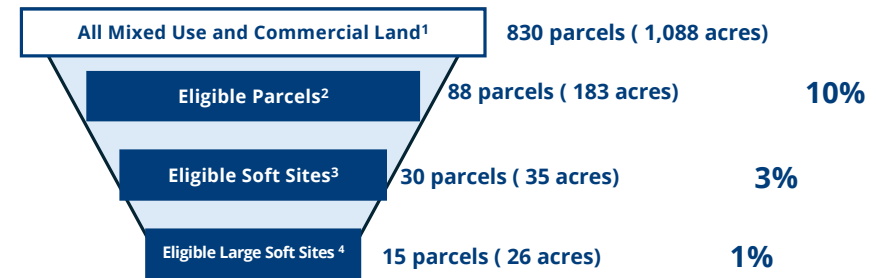 All Mixed Use and Commercial Land¹ 830 parcels ( 1,088 acres)
Eligible Parcels² 88 parcels ( 183 acres) 10%
Eligible Soft Sites³ 30 parcels ( 35 acres) 3%
Eligible Large Soft Sites ⁴ 15 parcels ( 26 acres) 1%